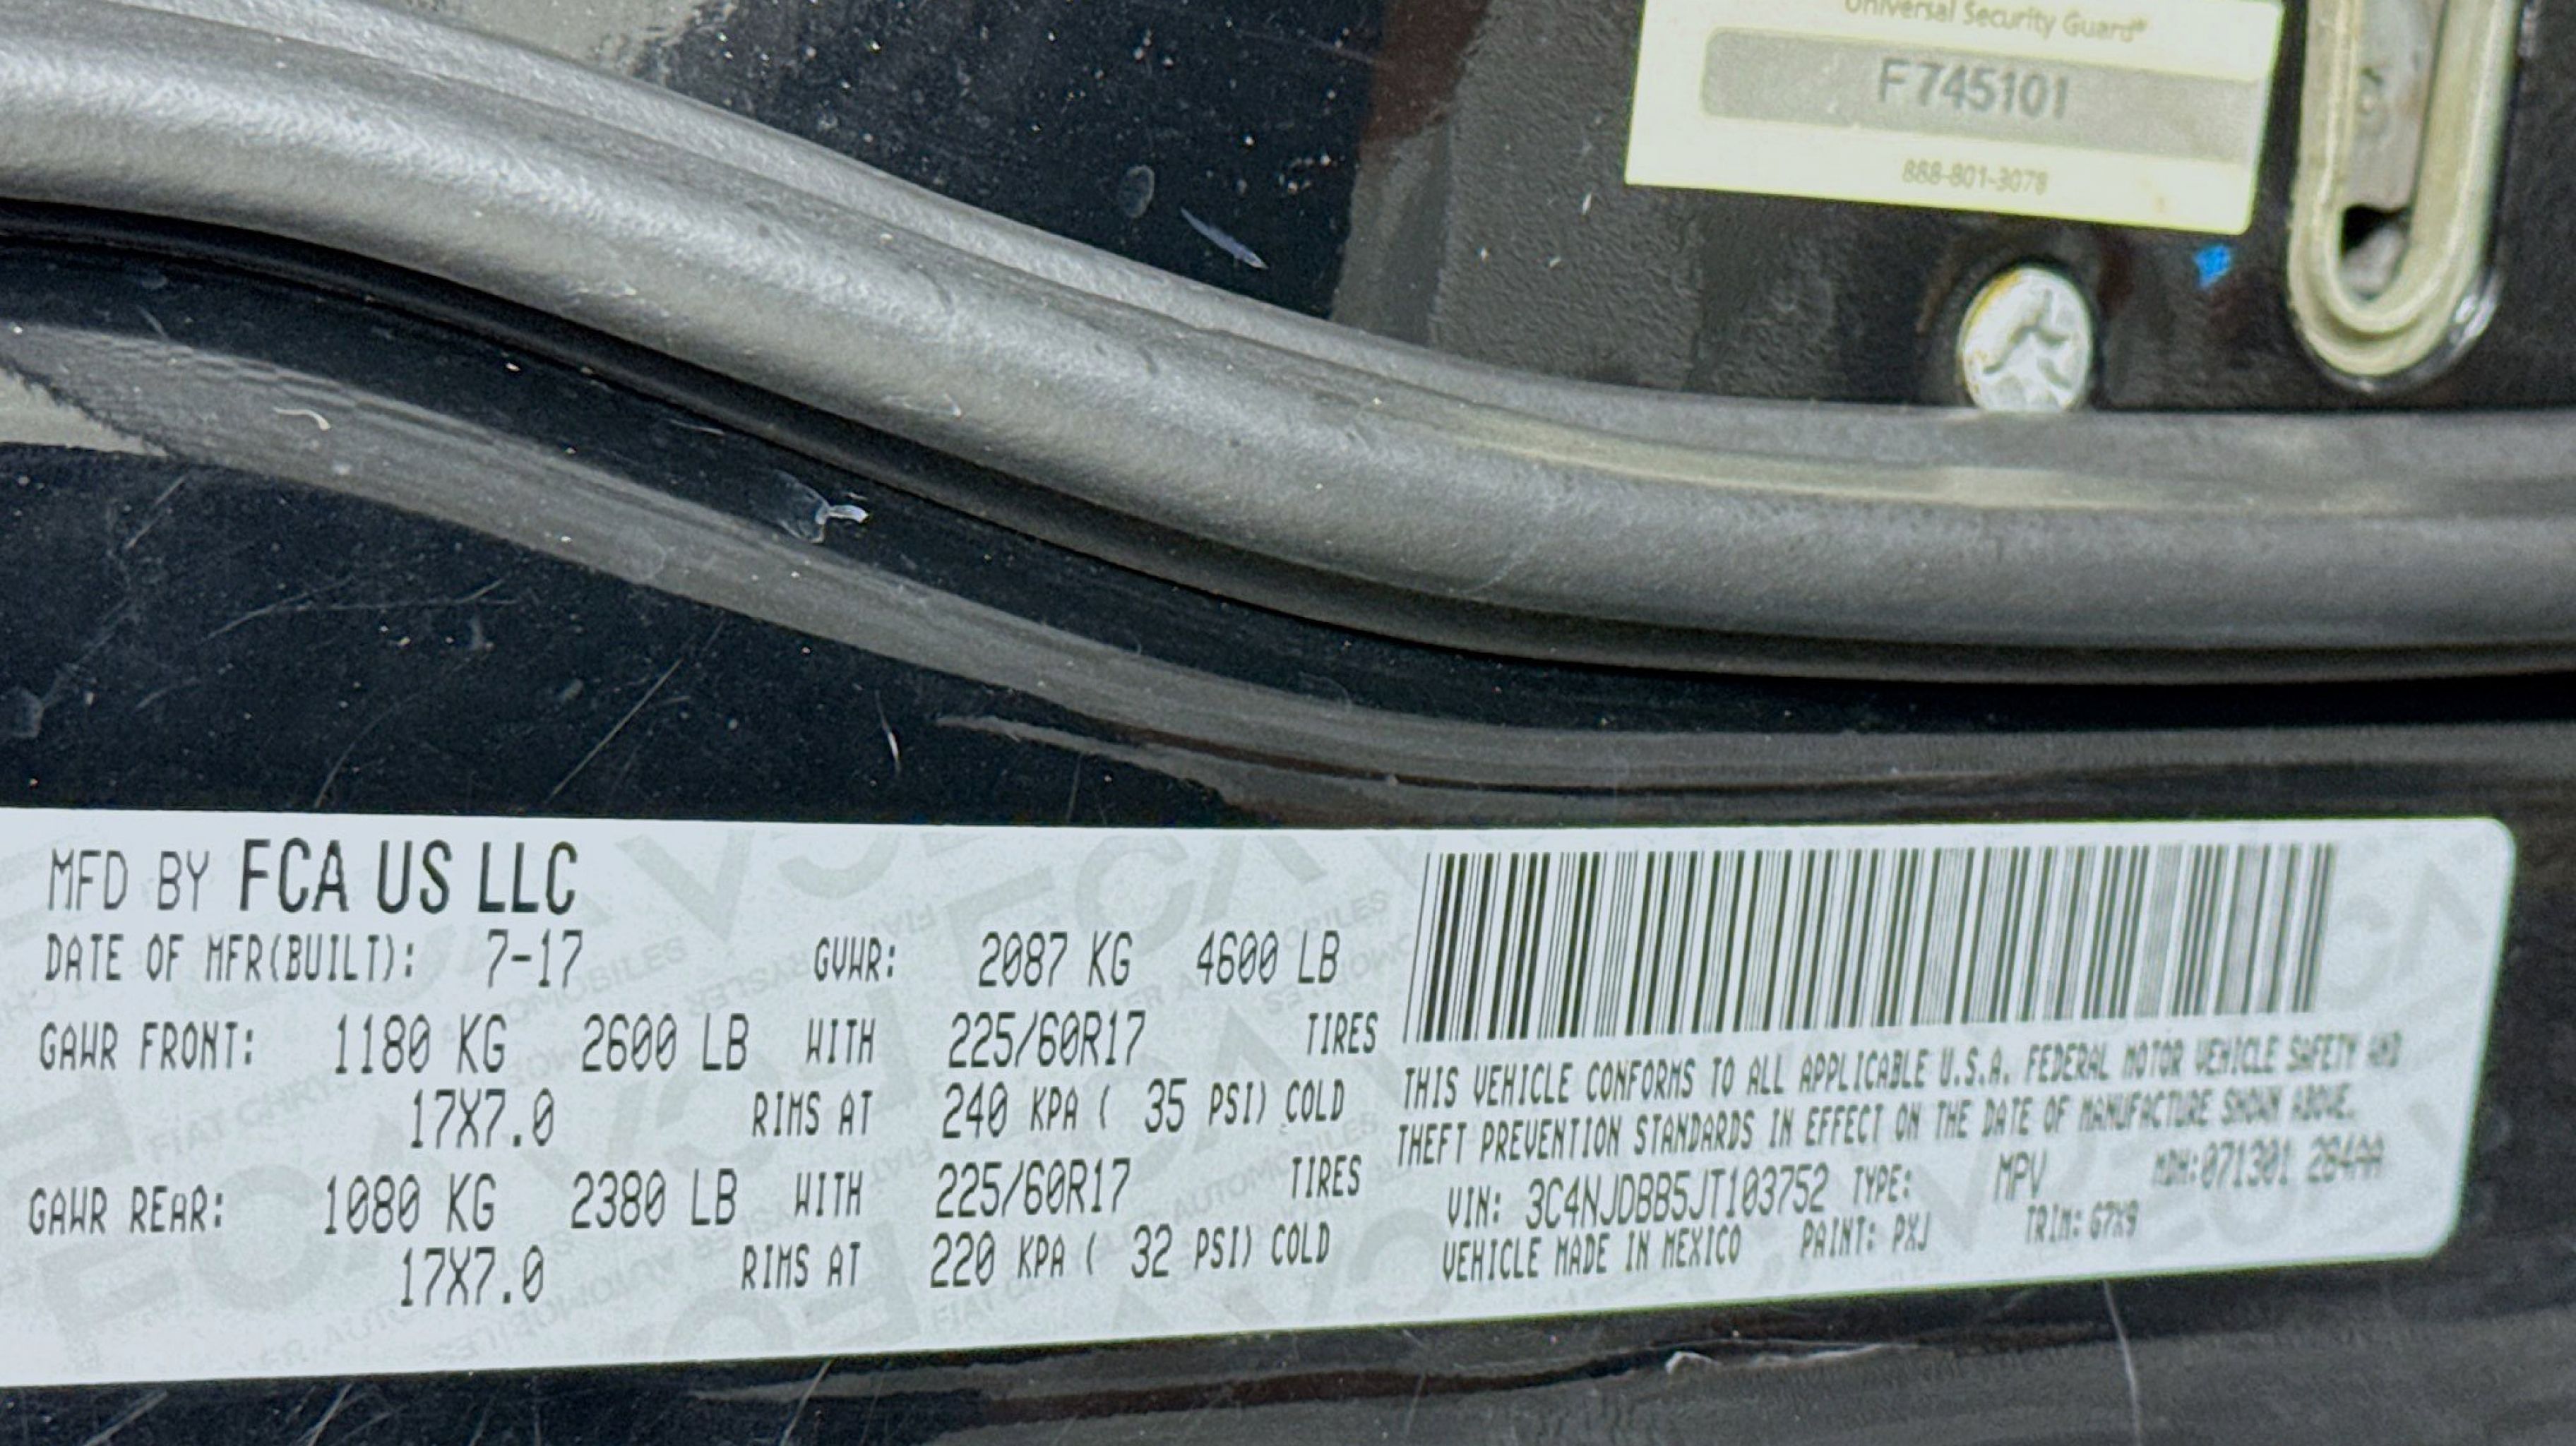 Universal Security Guard®
F745101
888-801-3078
MFD BY FCA US LLC
DATE OF MFR(BUILT): 7-17 GVWR: 2087 KG 4600 LB
GAWR FRONT: 1180 KG 2600 LB WITH 225/60R17 TIRES
17X7.0 RIMS AT 240 KPA ( 35 PSI) COLD
GAWR REAR: 1080 KG 2380 LB WITH 225/60R17 TIRES
17X7.0 RIMS AT 220 KPA ( 32 PSI) COLD
THIS VEHICLE CONFORMS TO ALL APPLICABLE U.S.A. FEDERAL MOTOR VEHICLE SAFETY AND
THEFT PREVENTION STANDARDS IN EFFECT ON THE DATE OF MANUFACTURE SHOWN ABOVE.
VIN: 3C4NJDBB5JT103752 TYPE: MPV MDH:071301 284AA
VEHICLE MADE IN MEXICO PAINT: PXJ TRIM: G7X9